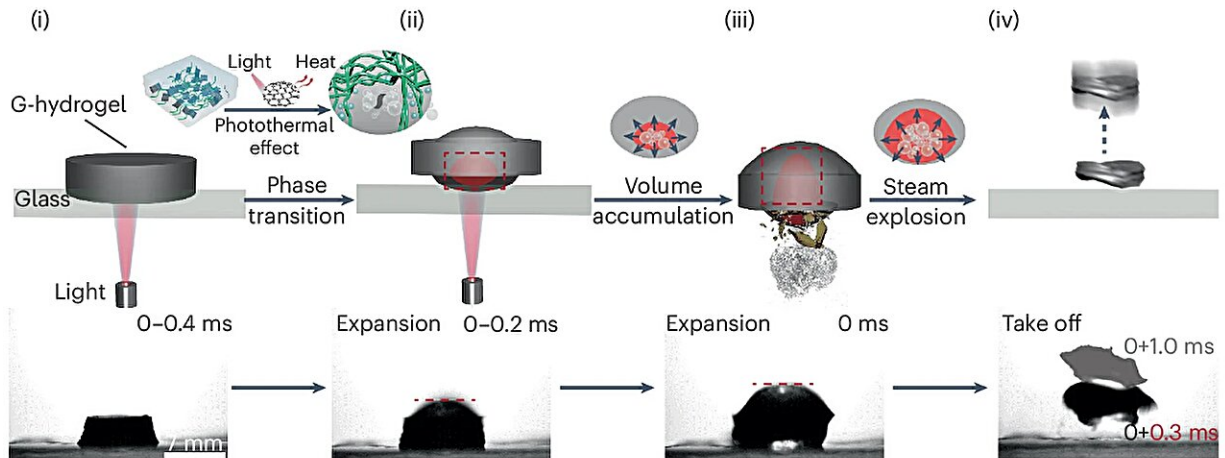 (i)
(ii)
(iii)
(iv)
Light
Heat
G-hydrogel
Photothermal
effect
Glass
Phase
transition
Volume
accumulation
Steam
explosion
Light
0–0.4 ms
Expansion
0–0.2 ms
Expansion
0 ms
Take off
0+1.0 ms
7 mm
0+0.3 ms